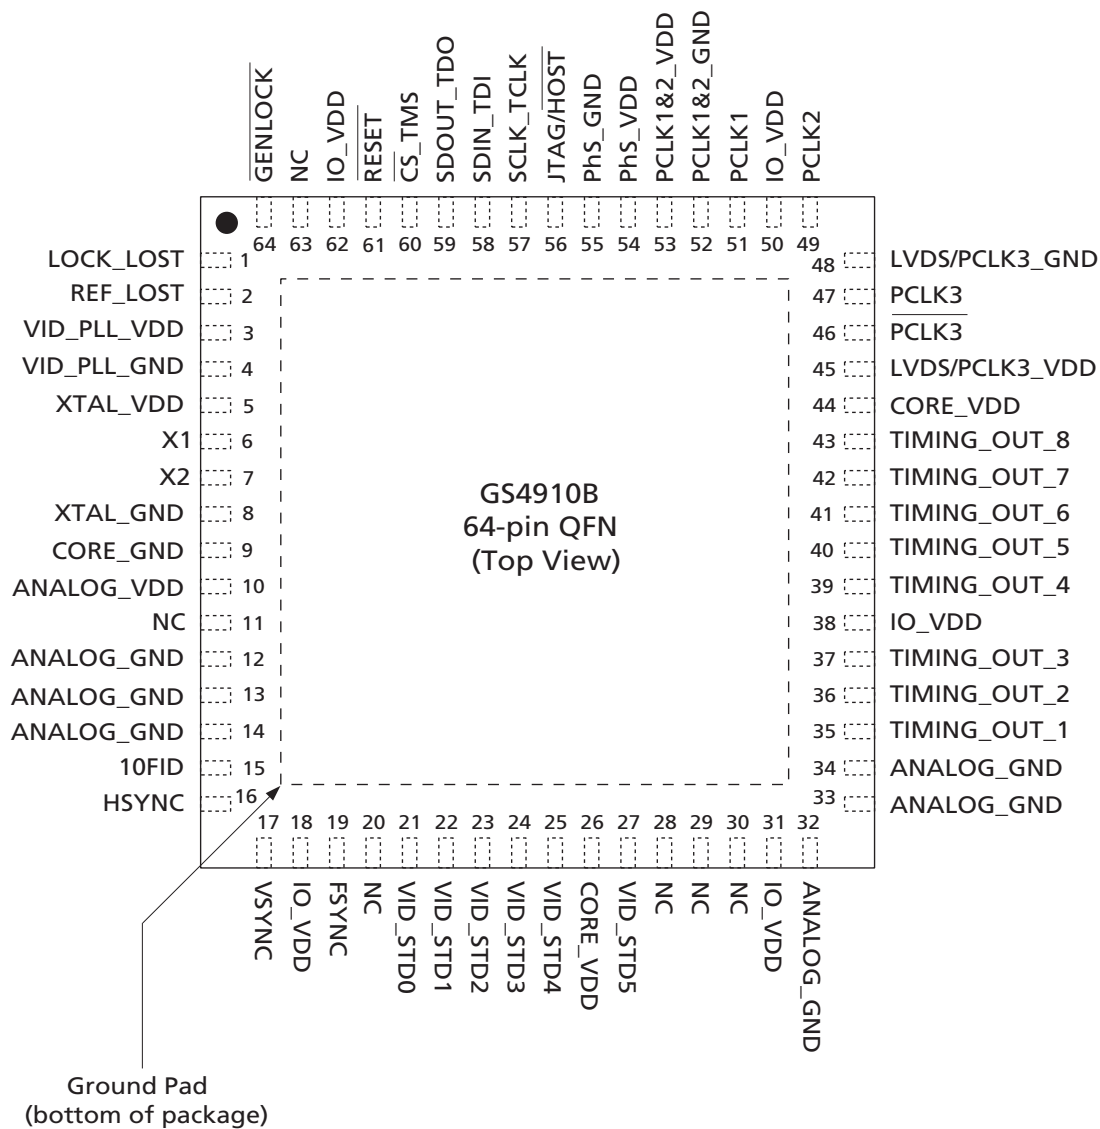 GENLOCK
NC
IO_VDD
RESET
CS_TMS
SDOUT_TDO
SDIN_TDI
SCLK_TCLK
JTAG/HOST
PhS_GND
PhS_VDD
PCLK1&2_VDD
PCLK1&2_GND
PCLK1
IO_VDD
PCLK2
64 63 62 61 60 59 58 57 56 55 54 53 52 51 50 49
LOCK_LOST 1
REF_LOST 2
VID_PLL_VDD 3
VID_PLL_GND 4
XTAL_VDD 5
X1 6
X2 7
XTAL_GND 8
CORE_GND 9
ANALOG_VDD 10
NC 11
ANALOG_GND 12
ANALOG_GND 13
ANALOG_GND 14
10FID 15
HSYNC 16
GS4910B
64-pin QFN
(Top View)
48 LVDS/PCLK3_GND
47 PCLK3
46 PCLK3
45 LVDS/PCLK3_VDD
44 CORE_VDD
43 TIMING_OUT_8
42 TIMING_OUT_7
41 TIMING_OUT_6
40 TIMING_OUT_5
39 TIMING_OUT_4
38 IO_VDD
37 TIMING_OUT_3
36 TIMING_OUT_2
35 TIMING_OUT_1
34 ANALOG_GND
33 ANALOG_GND
17 18 19 20 21 22 23 24 25 26 27 28 29 30 31 32
VSYNC
IO_VDD
FSYNC
NC
VID_STD0
VID_STD1
VID_STD2
VID_STD3
VID_STD4
CORE_VDD
VID_STD5
NC
NC
NC
IO_VDD
ANALOG_GND
Ground Pad
(bottom of package)